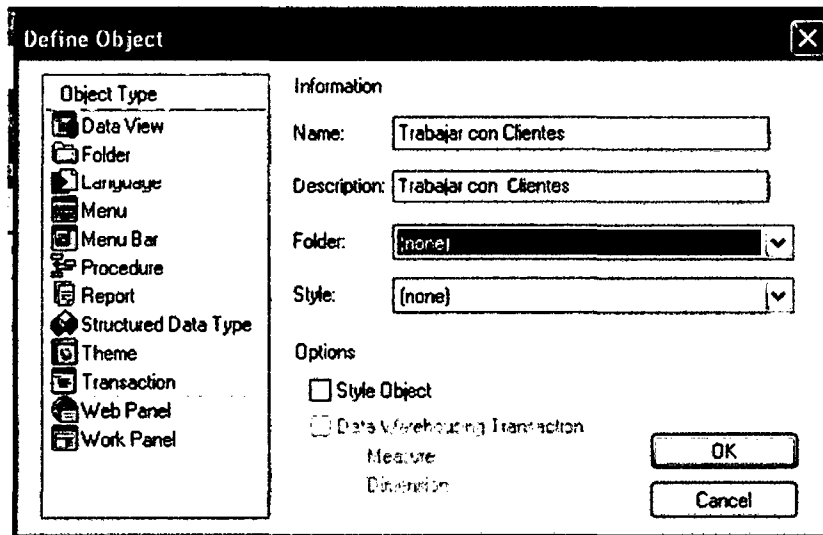 Define Object
Object Type
Data View
Folder
Language
Menu
Menu Bar
Procedure
Report
Structured Data Type
Theme
Transaction
Web Panel
Work Panel
Information
Name: Trabajar con Clientes
Description: Trabajar con Clientes
Folder: (none)
Style: (none)
Options
Style Object
Data Warehousing Transaction
Measure
Dimension
OK
Cancel